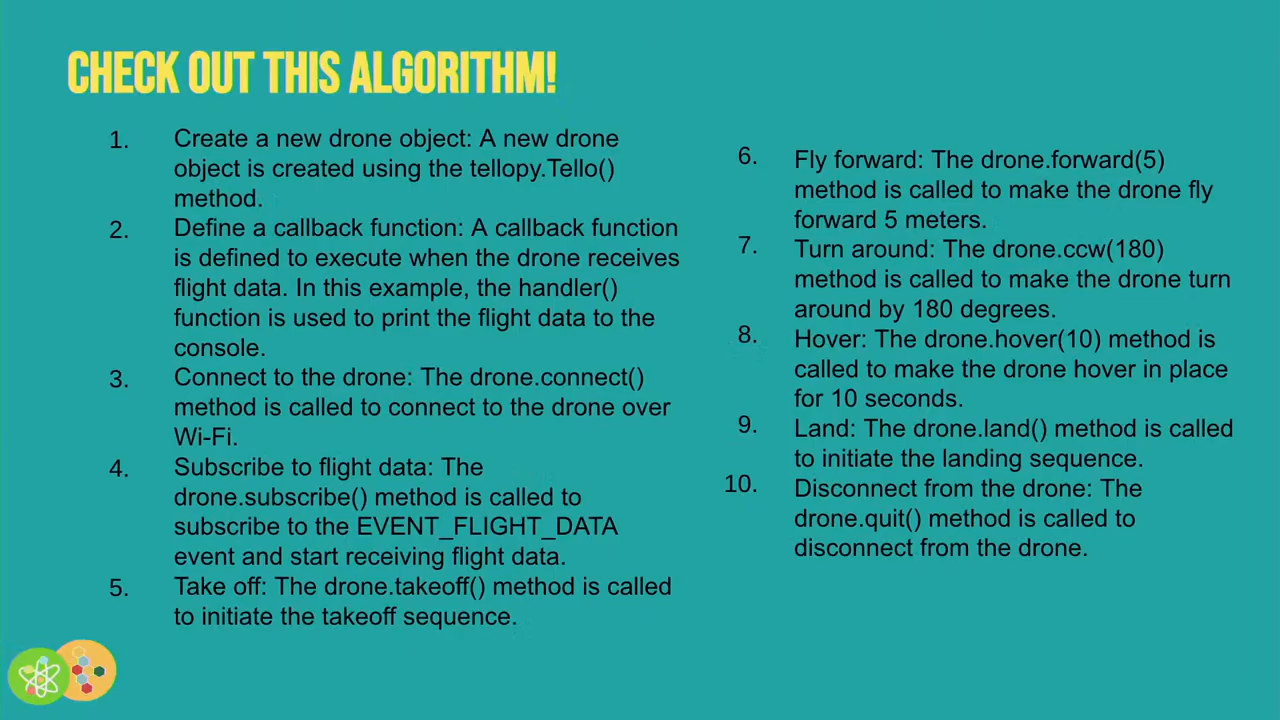 CHECK OUT THIS ALGORITHM!
1. Create a new drone object: A new drone
object is created using the tellopy.Tello()
method.
2. Define a callback function: A callback function
is defined to execute when the drone receives
flight data. In this example, the handler()
function is used to print the flight data to the
console.
3. Connect to the drone: The drone.connect()
method is called to connect to the drone over
Wi-Fi.
4. Subscribe to flight data: The
drone.subscribe() method is called to
subscribe to the EVENT_FLIGHT_DATA
event and start receiving flight data.
5. Take off: The drone.takeoff() method is called
to initiate the takeoff sequence.
6. Fly forward: The drone.forward(5)
method is called to make the drone fly
forward 5 meters.
7. Turn around: The drone.ccw(180)
method is called to make the drone turn
around by 180 degrees.
8. Hover: The drone.hover(10) method is
called to make the drone hover in place
for 10 seconds.
9. Land: The drone.land() method is called
to initiate the landing sequence.
10. Disconnect from the drone: The
drone.quit() method is called to
disconnect from the drone.